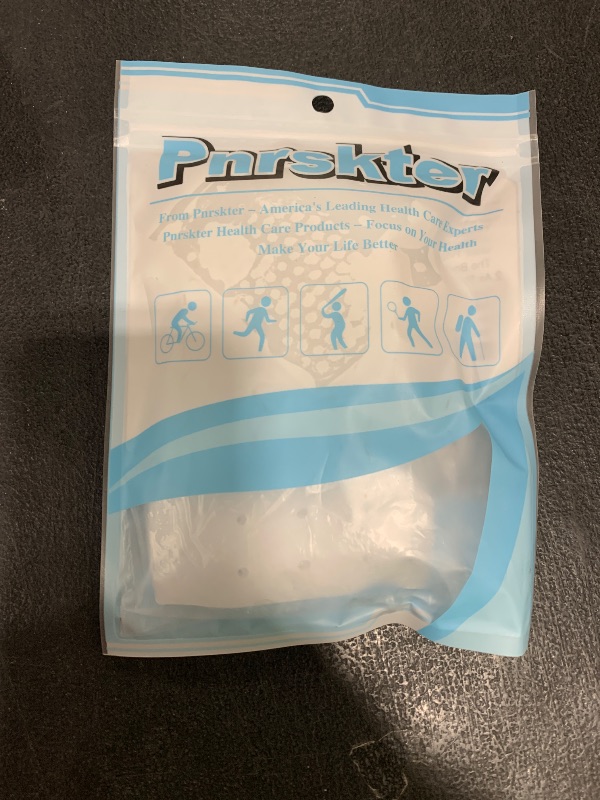 Pnrskter
From Pnrskter – America's Leading Health Care Experts
Pnrskter Health Care Products – Focus on Your Health
Make Your Life Better